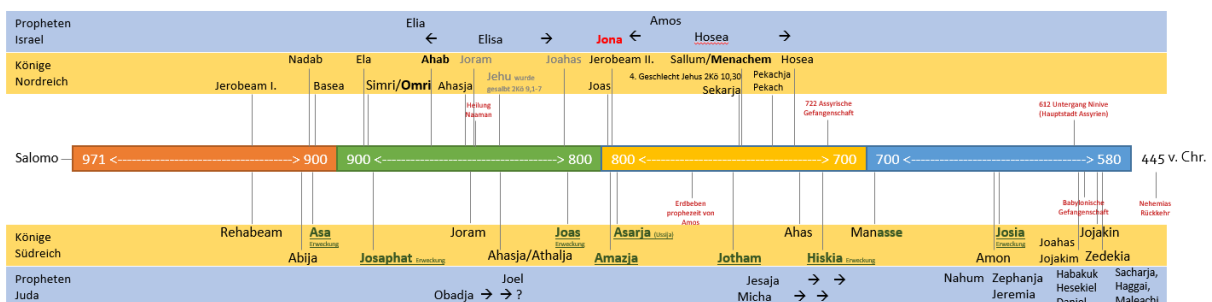 Propheten
Israel
Elia
←
Elisa
→
Jona
←
Amos
Hosea
→
Könige
Nordreich
Nadab
Ela
Ahab
Joram
Joahas
Jerobeam II.
Sallum/Menachem
Hosea
Jerobeam I.
Basea
Simri/Omri
Ahasja
Jehu wurde
gesalbt 2Kö 9,1-7
Joas
4. Geschlecht Jehus 2Kö 10,30
Sekarja
Pekachja
Pekach
Heilung
Naaman
722 Assyrische
Gefangenschaft
612 Untergang Ninive
(Hauptstadt Assyrien)
Salomo
971 <-----------------------------> 900
900 <-----------------------------> 800
800 <-----------------------------> 700
700 <-----------------------------> 580
445 v. Chr.
Erdbeben
prophezeit von
Amos
Babylonische
Gefangenschaft
Nehemias
Rückkehr
Könige
Südreich
Rehabeam
Asa
Erweckung
Joram
Joas
Erweckung
Asarja (Ussija)
Ahas
Manasse
Josia
Erweckung
Joahas
Jojakim
Jojakin
Abija
Josaphat Erweckung
Ahasja/Athalja
Amazja
Jotham
Hiskia Erweckung
Amon
Zedekia
Propheten
Juda
Obadja → → ?
Joel
Jesaja → →
Micha → →
Nahum
Zephanja
Jeremia
Habakuk
Hesekiel
Daniel
Sacharja,
Haggai,
Maleachi